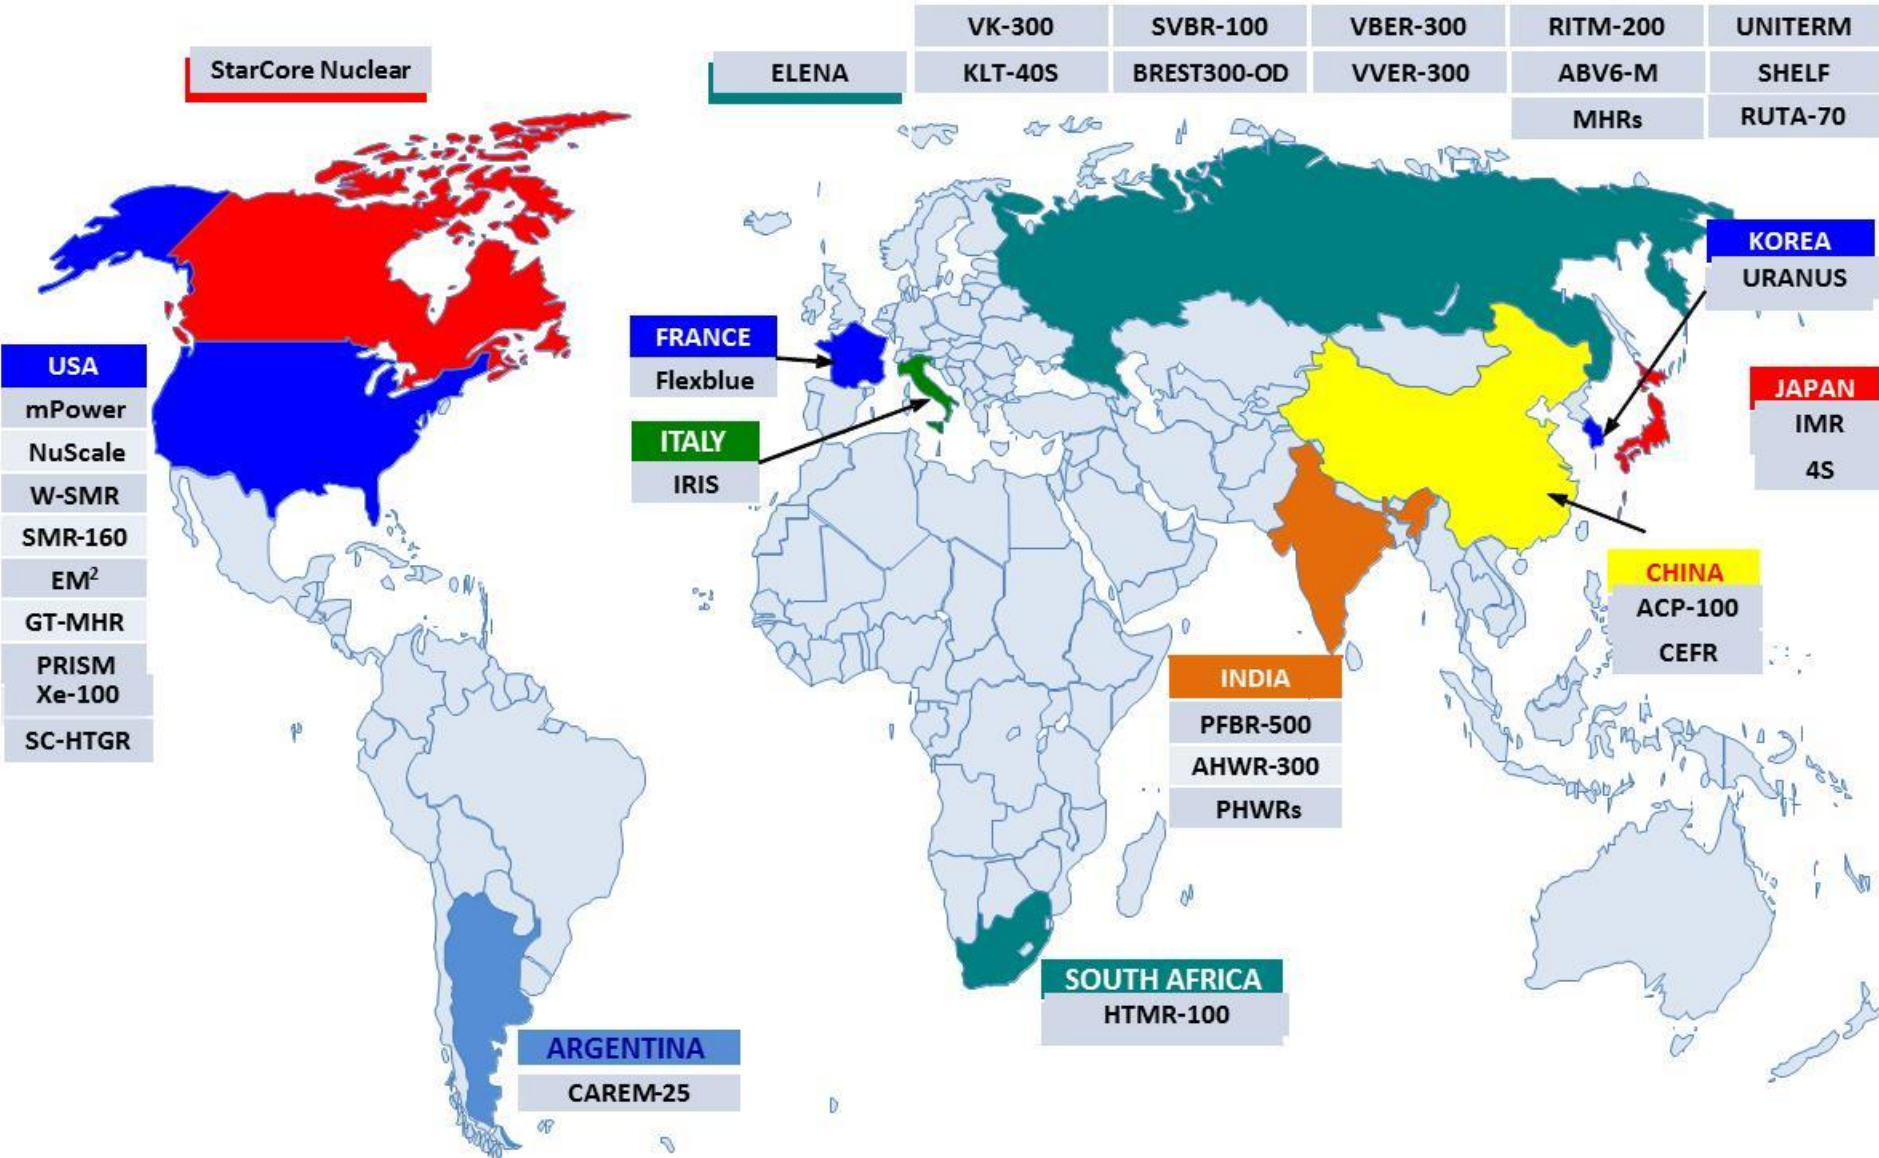 StarCore Nuclear
VK-300 SVBR-100 VBER-300 RITM-200 UNITERM
ELENA KLT-40S BREST300-OD VVER-300 ABV6-M SHELF
MHRs RUTA-70
KOREA
URANUS
FRANCE
Flexblue
ITALY
IRIS
USA
mPower
NuScale
W-SMR
SMR-160
EM²
GT-MHR
PRISM
Xe-100
SC-HTGR
JAPAN
IMR
4S
CHINA
ACP-100
CEFR
INDIA
PFBR-500
AHWR-300
PHWRs
SOUTH AFRICA
HTMR-100
ARGENTINA
CAREM-25